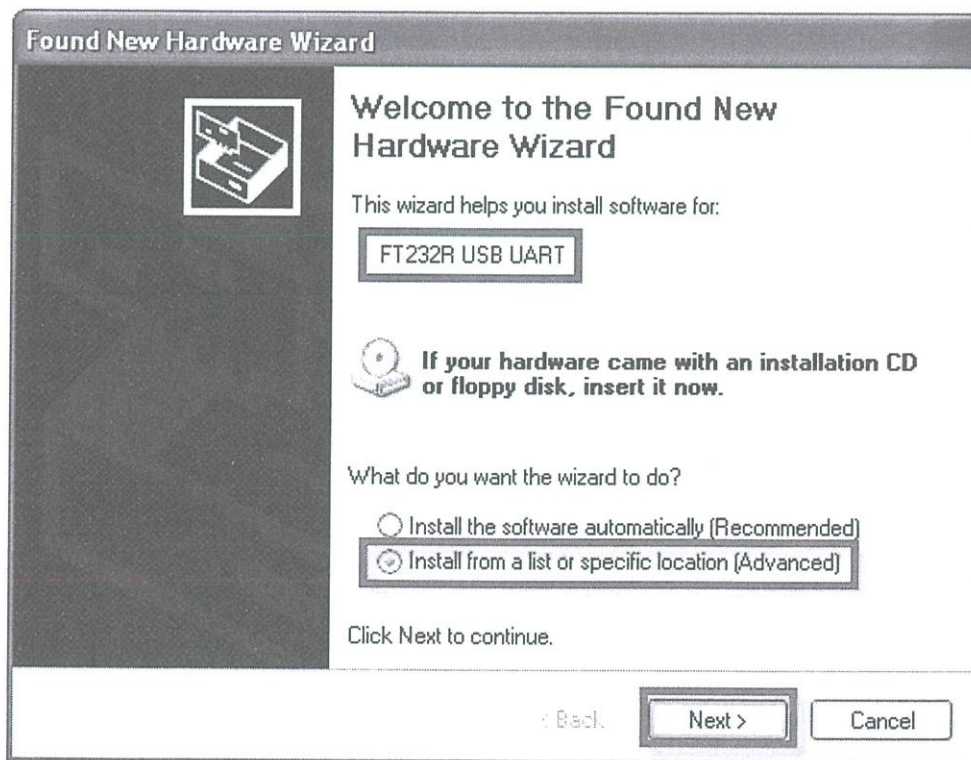 Found New Hardware Wizard
Welcome to the Found New
Hardware Wizard
This wizard helps you install software for:
FT232R USB UART
If your hardware came with an installation CD
or floppy disk, insert it now.
What do you want the wizard to do?
Install the software automatically (Recommended)
Install from a list or specific location (Advanced)
Click Next to continue.
< Back
Next >
Cancel